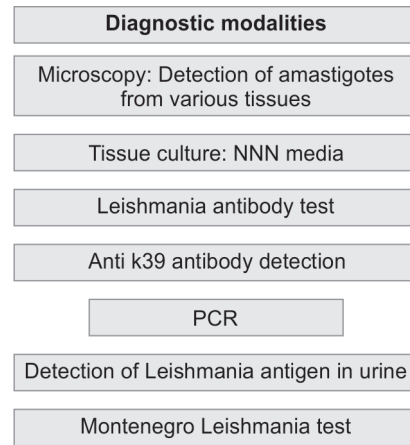 Diagnostic modalities
Microscopy: Detection of amastigotes
from various tissues
Tissue culture: NNN media
Leishmania antibody test
Anti k39 antibody detection
PCR
Detection of Leishmania antigen in urine
Montenegro Leishmania test